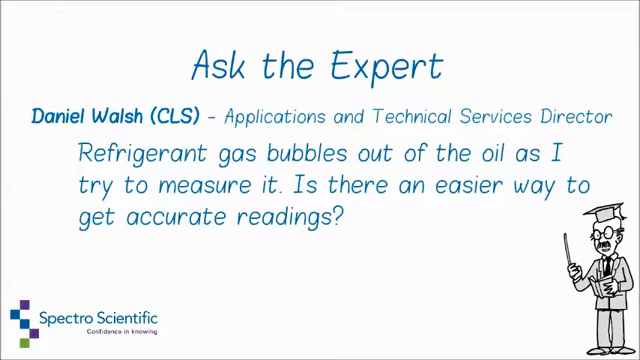 Ask the Expert
Daniel Walsh (CLS) - Applications and Technical Services Director
Refrigerant gas bubbles out of the oil as I
try to measure it. Is there an easier way to
get accurate readings?
Spectro Scientific
Confidence in knowing